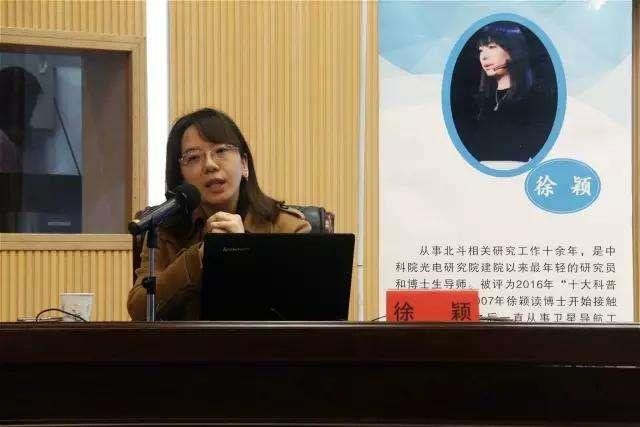 徐颖
从事北斗相关研究工作十余年，是中
科院光电研究院建院以来最年轻的研究员
和博士生导师。被评为2016年“十大科普
007年徐颖读博士开始接触
一直从事卫星导航工
徐 颖
lenovo